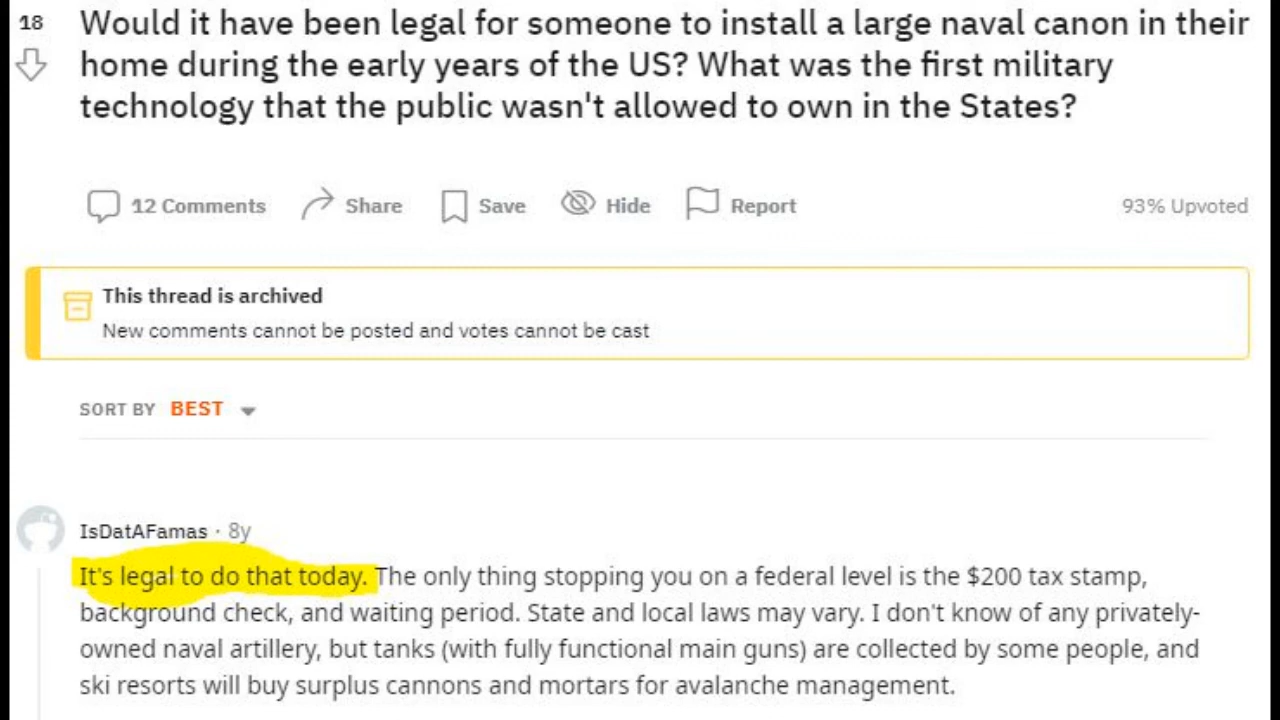 18
Would it have been legal for someone to install a large naval canon in their
home during the early years of the US? What was the first military
technology that the public wasn't allowed to own in the States?
12 Comments Share Save Hide Report 93% Upvoted
This thread is archived
New comments cannot be posted and votes cannot be cast
SORT BY BEST
IsDatAFamas · 8y
It's legal to do that today. The only thing stopping you on a federal level is the $200 tax stamp,
background check, and waiting period. State and local laws may vary. I don't know of any privately-
owned naval artillery, but tanks (with fully functional main guns) are collected by some people, and
ski resorts will buy surplus cannons and mortars for avalanche management.